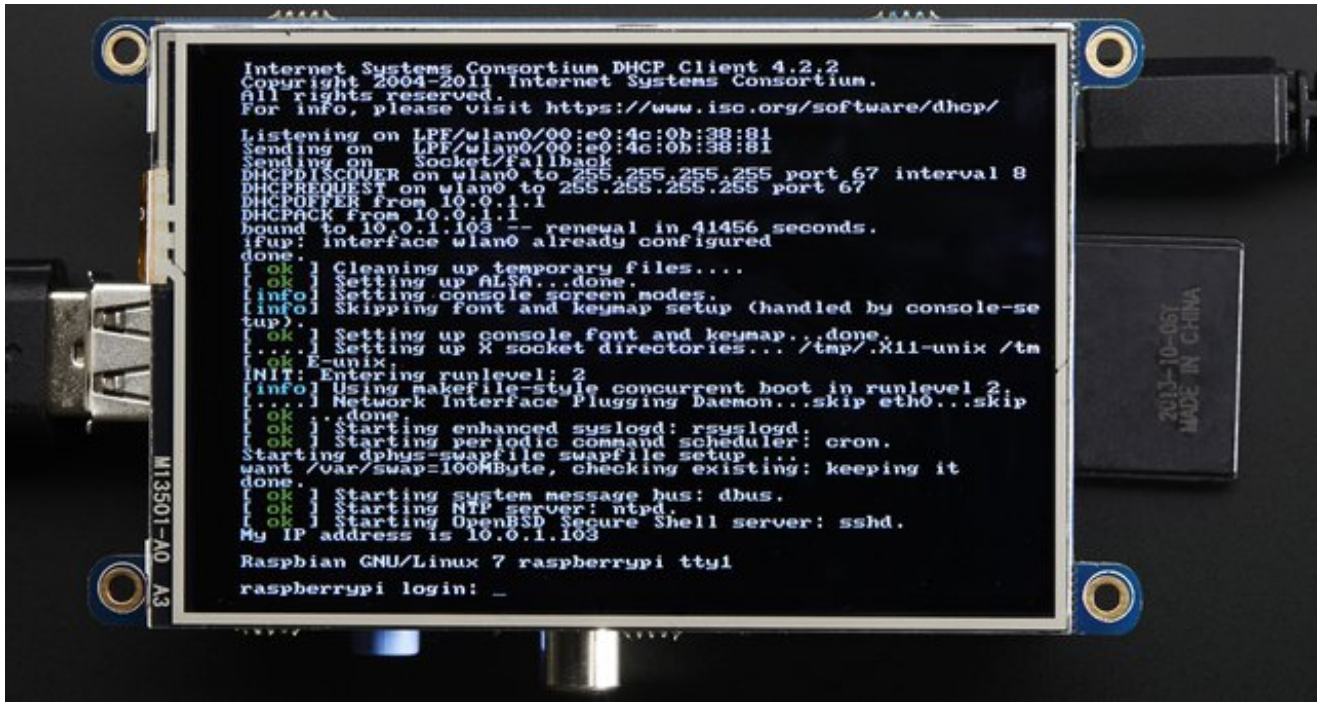 Internet Systems Consortium DHCP Client 4.2.2
Copyright 2004-2011 Internet Systems Consortium.
All rights reserved.
For info, please visit https://www.isc.org/software/dhcp/
Listening on LPF/wlan0/00:e0:4c:0b:38:81
Sending on   LPF/wlan0/00:e0:4c:0b:38:81
Sending on   Socket/fallback
DHCPDISCOVER on wlan0 to 255.255.255.255 port 67 interval 8
DHCPREQUEST on wlan0 to 255.255.255.255 port 67
DHCPOFFER from 10.0.1.1
DHCPACK from 10.0.1.1
bound to 10.0.1.103 -- renewal in 41456 seconds.
ifup: interface wlan0 already configured
done.
[ ok ] Cleaning up temporary files....
[ ok ] Setting up ALSA...done.
[info] Setting console screen modes.
[info] Skipping font and keymap setup (handled by console-se
tup).
[ ok ] Setting up console font and keymap...done.
[....] Setting up X socket directories... /tmp/.X11-unix /tm
[ ok E-unix.
INIT: Entering runlevel: 2
[info] Using makefile-style concurrent boot in runlevel 2.
[....] Network Interface Plugging Daemon...skip eth0...skip
[ ok ...done.
[ ok ] Starting enhanced syslogd: rsyslogd.
[ ok ] Starting periodic command scheduler: cron.
Starting dphys-swapfile swapfile setup ...
want /var/swap=100MByte, checking existing: keeping it
done.
[ ok ] Starting system message bus: dbus.
[ ok ] Starting NTP server: ntpd.
[ ok ] Starting OpenBSD Secure Shell server: sshd.
My IP address is 10.0.1.103
Raspbian GNU/Linux 7 raspberrypi tty1
raspberrypi login: _
M13501-A0 A3
2013-10-06T
MADE IN CHINA